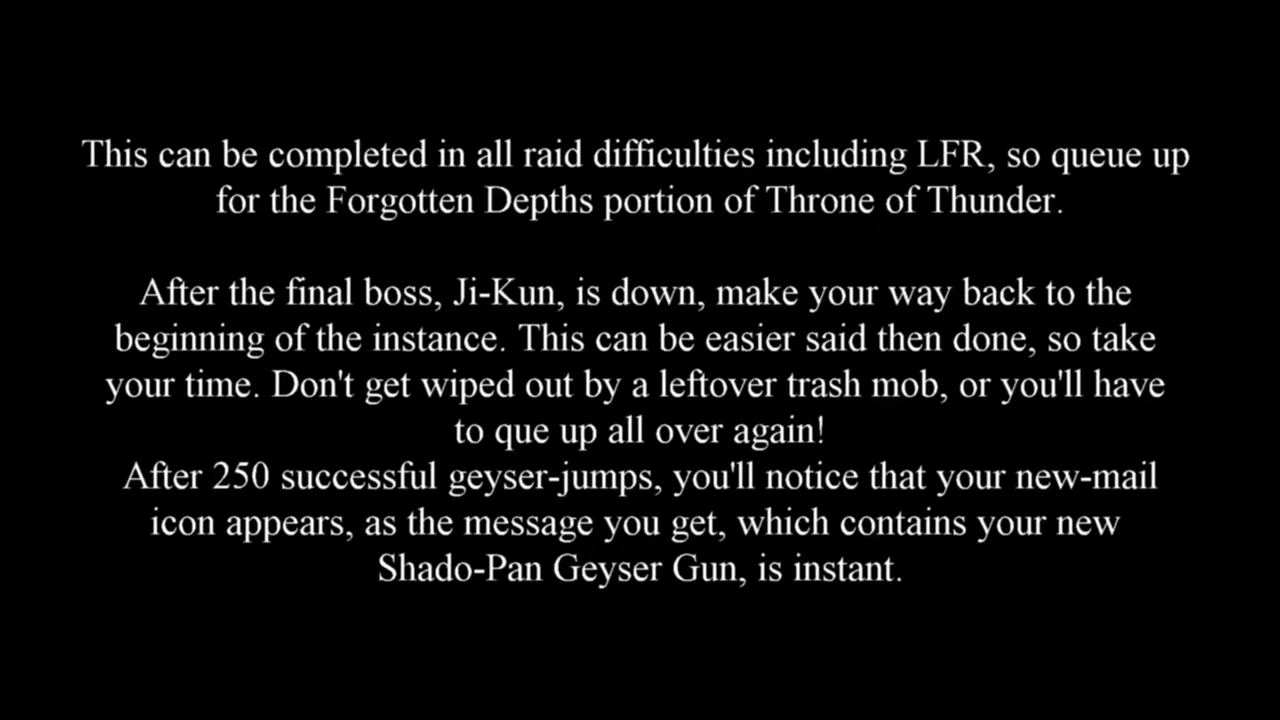 This can be completed in all raid difficulties including LFR, so queue up
for the Forgotten Depths portion of Throne of Thunder.
After the final boss, Ji-Kun, is down, make your way back to the
beginning of the instance. This can be easier said then done, so take
your time. Don't get wiped out by a leftover trash mob, or you'll have
to que up all over again!
After 250 successful geyser-jumps, you'll notice that your new-mail
icon appears, as the message you get, which contains your new
Shado-Pan Geyser Gun, is instant.